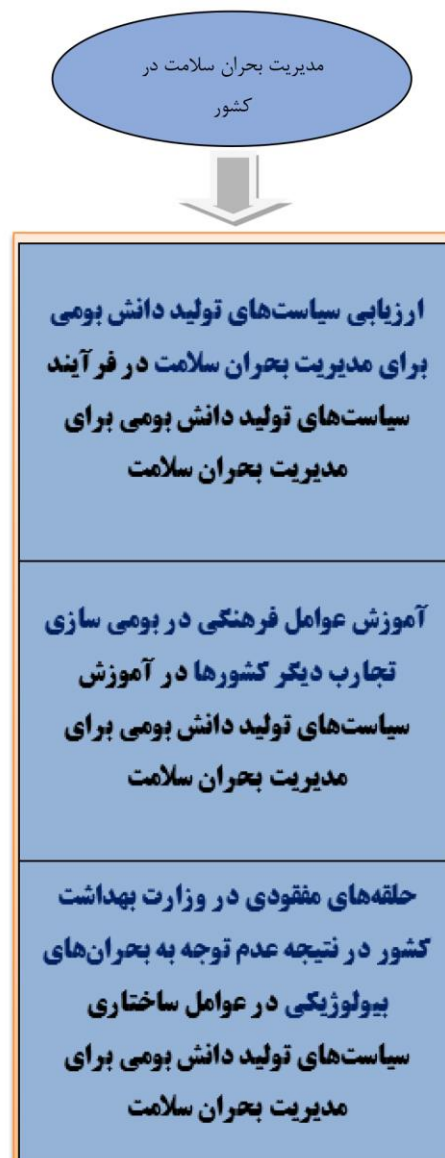 مدیریت بحران سلامت در
کشور
ارزیابی سیاست‌های تولید دانش بومی
برای مدیریت بحران سلامت در فرآیند
سیاست‌های تولید دانش بومی برای
مدیریت بحران سلامت
آموزش عوامل فرهنگی در بومی سازی
تجارب دیگر کشورها در آموزش
سیاست‌های تولید دانش بومی برای
مدیریت بحران سلامت
حلقه‌های مفقودی در وزارت بهداشت
کشور در نتیجه عدم توجه به بحران‌های
بیولوژیکی در عوامل ساختاری
سیاست‌های تولید دانش بومی برای
مدیریت بحران سلامت